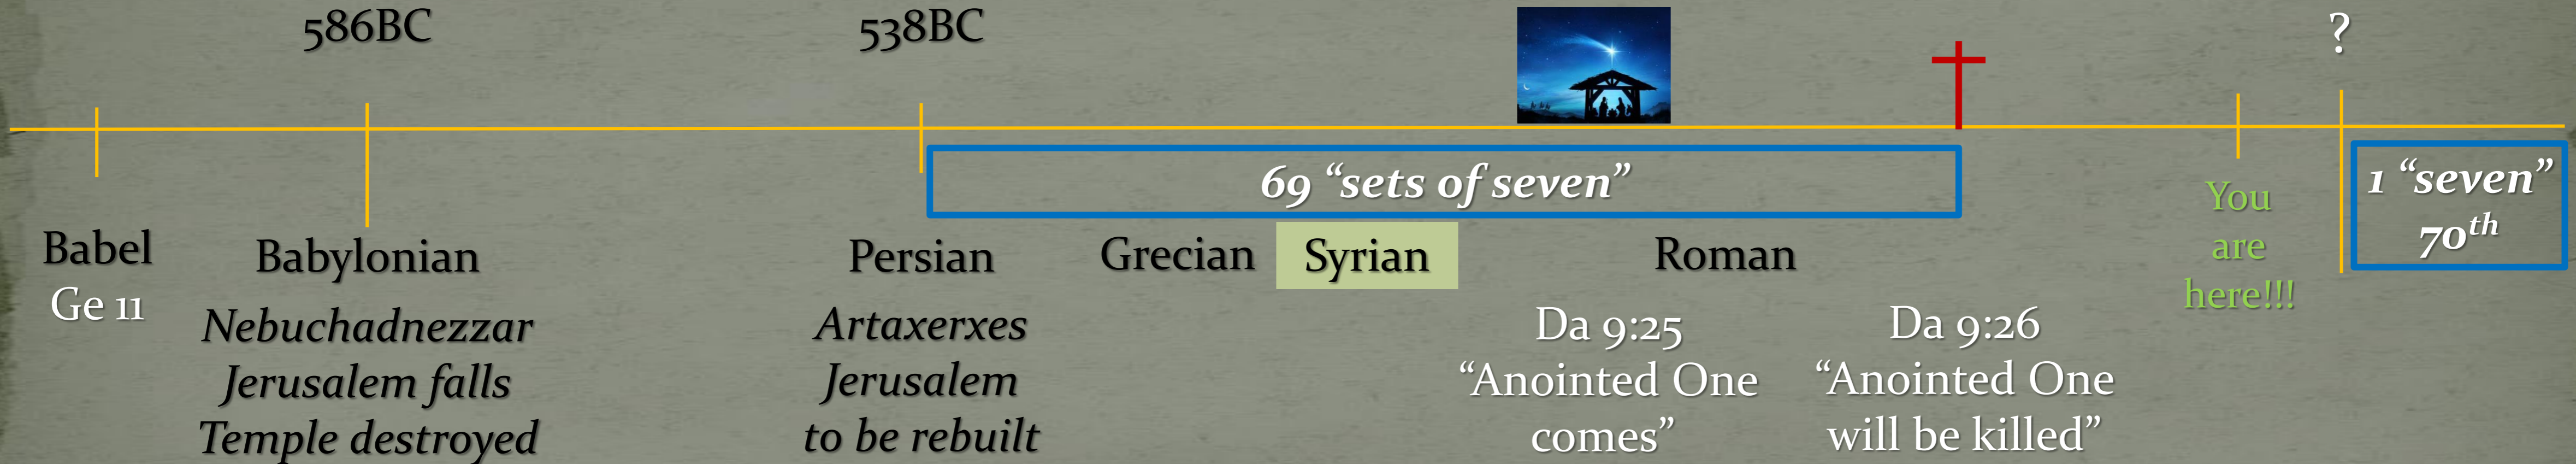 586BC
538BC
?
69 “sets of seven”
1 “seven”
70th
Babel
Ge 11
Babylonian
Nebuchadnezzar
Jerusalem falls
Temple destroyed
Persian
Artaxerxes
Jerusalem
to be rebuilt
Grecian
Syrian
Roman
Da 9:25
“Anointed One
comes”
Da 9:26
“Anointed One
will be killed”
You
are
here!!!